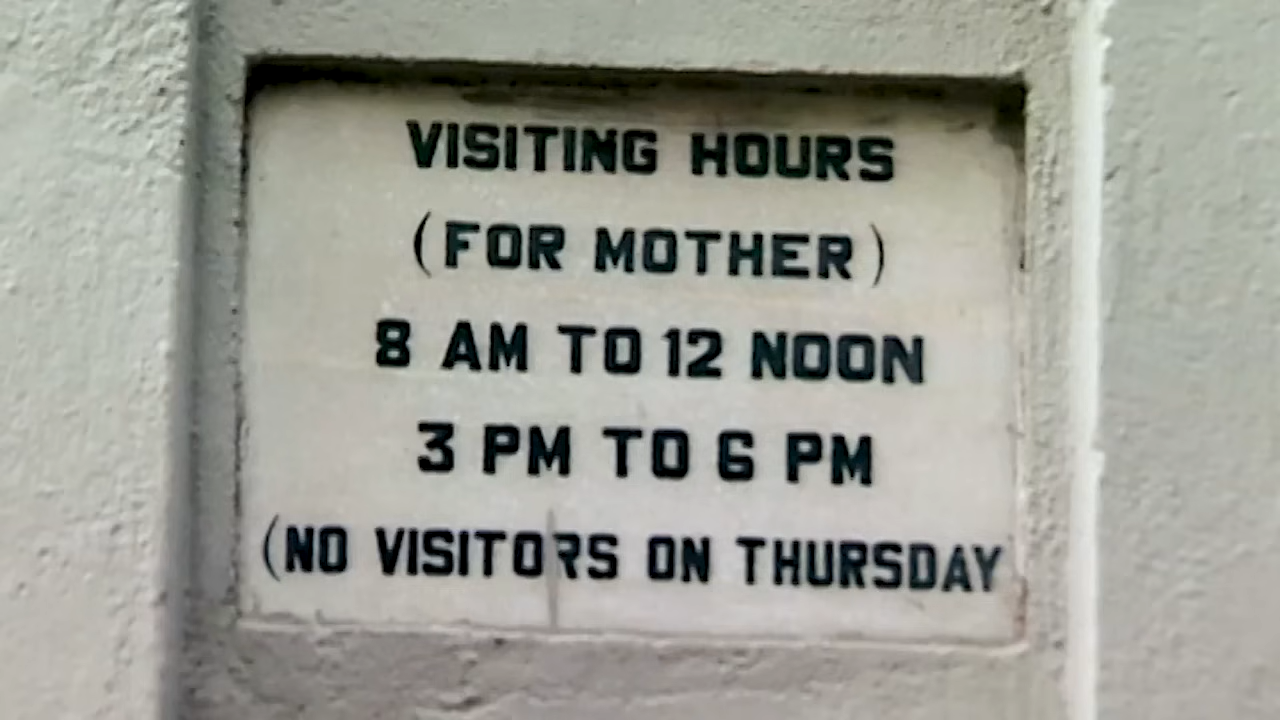 VISITING HOURS
(FOR MOTHER)
8 AM TO 12 NOON
3 PM TO 6 PM
(NO VISITORS ON THURSDAY